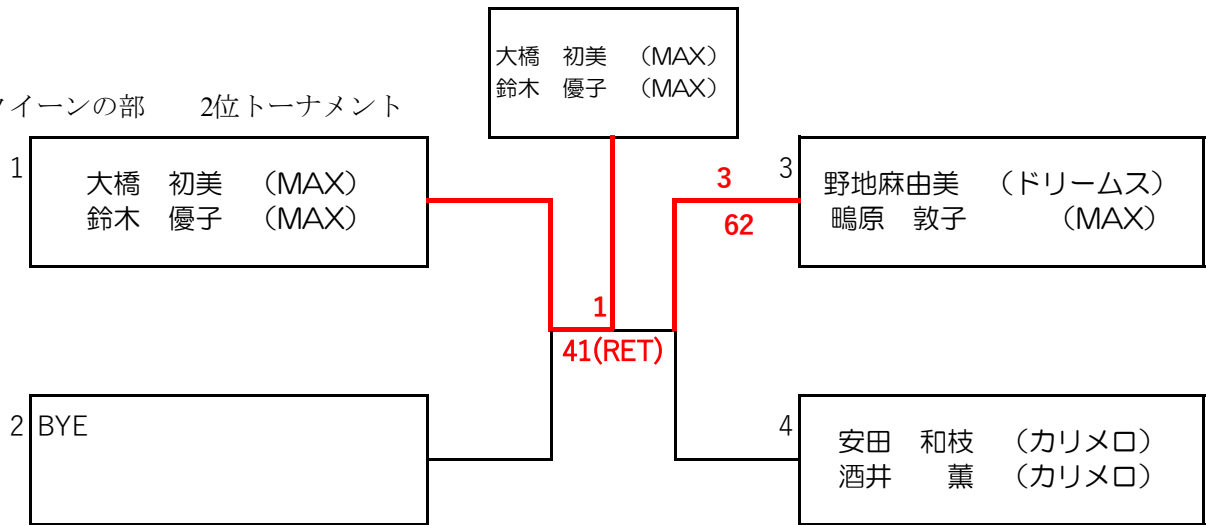 大橋　初美　（MAX）
鈴木　優子　（MAX）
イーンの部　　2位トーナメント
1
大橋　初美　（MAX）
鈴木　優子　（MAX）
3
62
3
野地麻由美　（ドリームス）
鴫原　敦子　　　　（MAX）
1
41(RET)
2 BYE
4
安田　和枝　（カリメロ）
酒井　　薫　（カリメロ）